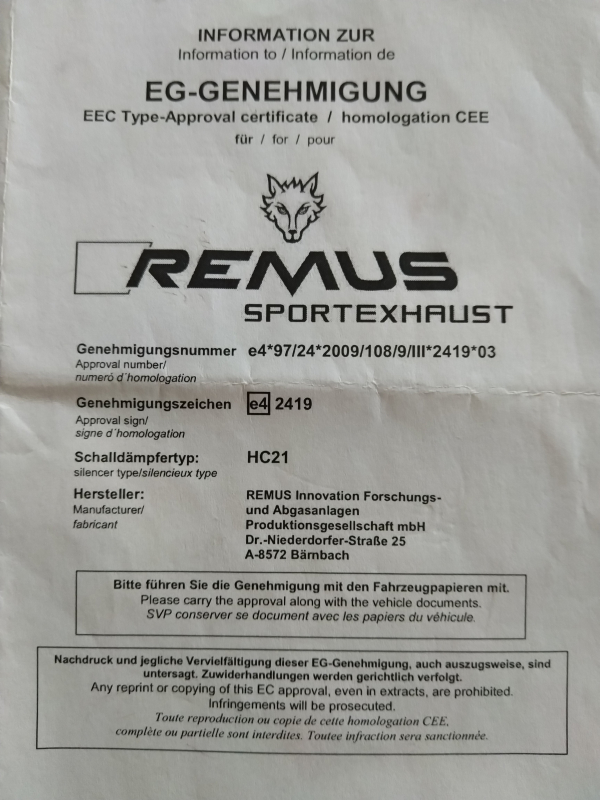 INFORMATION ZUR
Information to / Information de
EG-GENEHMIGUNG
EEC Type-Approval certificate / homologation CEE
für / for / pour
REMUS
SPORTEXHAUST
Genehmigungsnummer e4*97/24*2009/108/9/III*2419*03
Approval number/
numeró d´homologation
Genehmigungszeichen e4 2419
Approval sign/
signe d´homologation
Schalldämpfertyp: HC21
silencer type/silencieux type
Hersteller: REMUS Innovation Forschungs-
Manufacturer/ und Abgasanlagen
fabricant Produktionsgesellschaft mbH
Dr.-Niederdorfer-Straße 25
A-8572 Bärnbach
Bitte führen Sie die Genehmigung mit den Fahrzeugpapieren mit.
Please carry the approval along with the vehicle documents.
SVP conserver se document avec les papiers du véhicule.
Nachdruck und jegliche Vervielfältigung dieser EG-Genehmigung, auch auszugsweise, sind
untersagt. Zuwiderhandlungen werden gerichtlich verfolgt.
Any reprint or copying of this EC approval, even in extracts, are prohibited.
Infringements will be prosecuted.
Toute reproduction ou copie de cette homologation CEE,
complète ou partielle sont interdites. Toutee infraction sera sanctionnée.